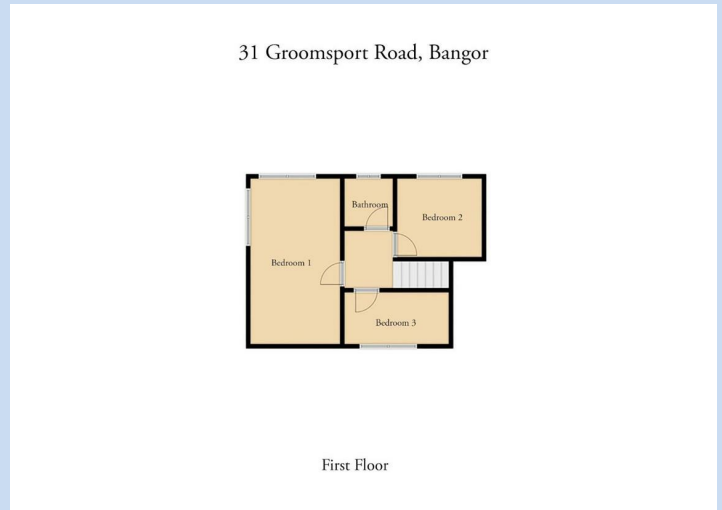 31 Groomsport Road, Bangor
Bathroom
Bedroom 2
Bedroom 1
Bedroom 3
First Floor